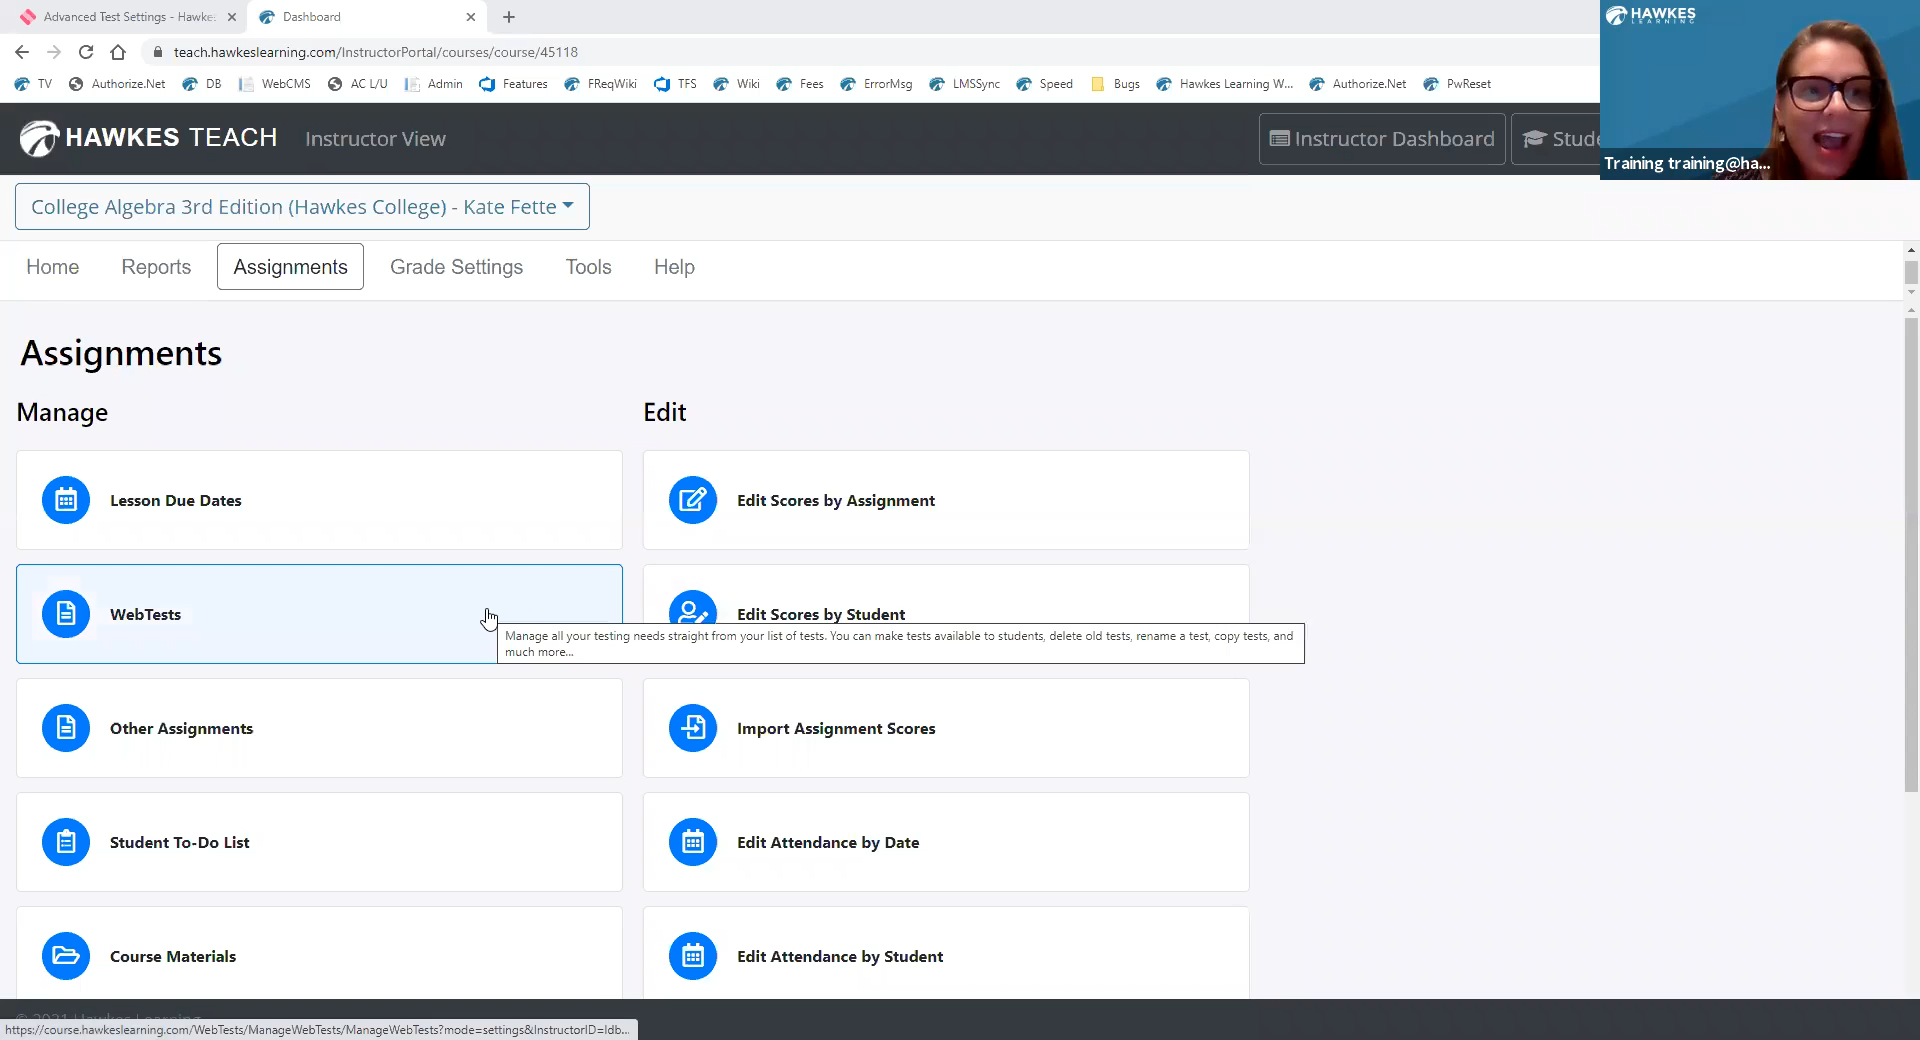 Advanced Test Settings - Hawke
Dashboard
teach.hawkeslearning.com/InstructorPortal/courses/course/45118
TV
Authorize.Net
DB
WebCMS
AC L/U
Admin
Features
FReqWiki
TFS
Wiki
Fees
ErrorMsg
LMSSync
Speed
Bugs
Hawkes Learning W...
Authorize.Net
PwReset
HAWKES
LEARNING
Training training@ha...
HAWKES TEACH
Instructor View
Instructor Dashboard
Stude
College Algebra 3rd Edition (Hawkes College) - Kate Fette
Home
Reports
Assignments
Grade Settings
Tools
Help
Assignments
Manage
Edit
Lesson Due Dates
Edit Scores by Assignment
WebTests
Edit Scores by Student
Manage all your testing needs straight from your list of tests. You can make tests available to students, delete old tests, rename a test, copy tests, and
much more...
Other Assignments
Import Assignment Scores
Student To-Do List
Edit Attendance by Date
Course Materials
Edit Attendance by Student
© 2021 Hawkes Learning
https://course.hawkeslearning.com/WebTests/ManageWebTests/ManageWebTests?mode=settings&InstructorID=Idb...